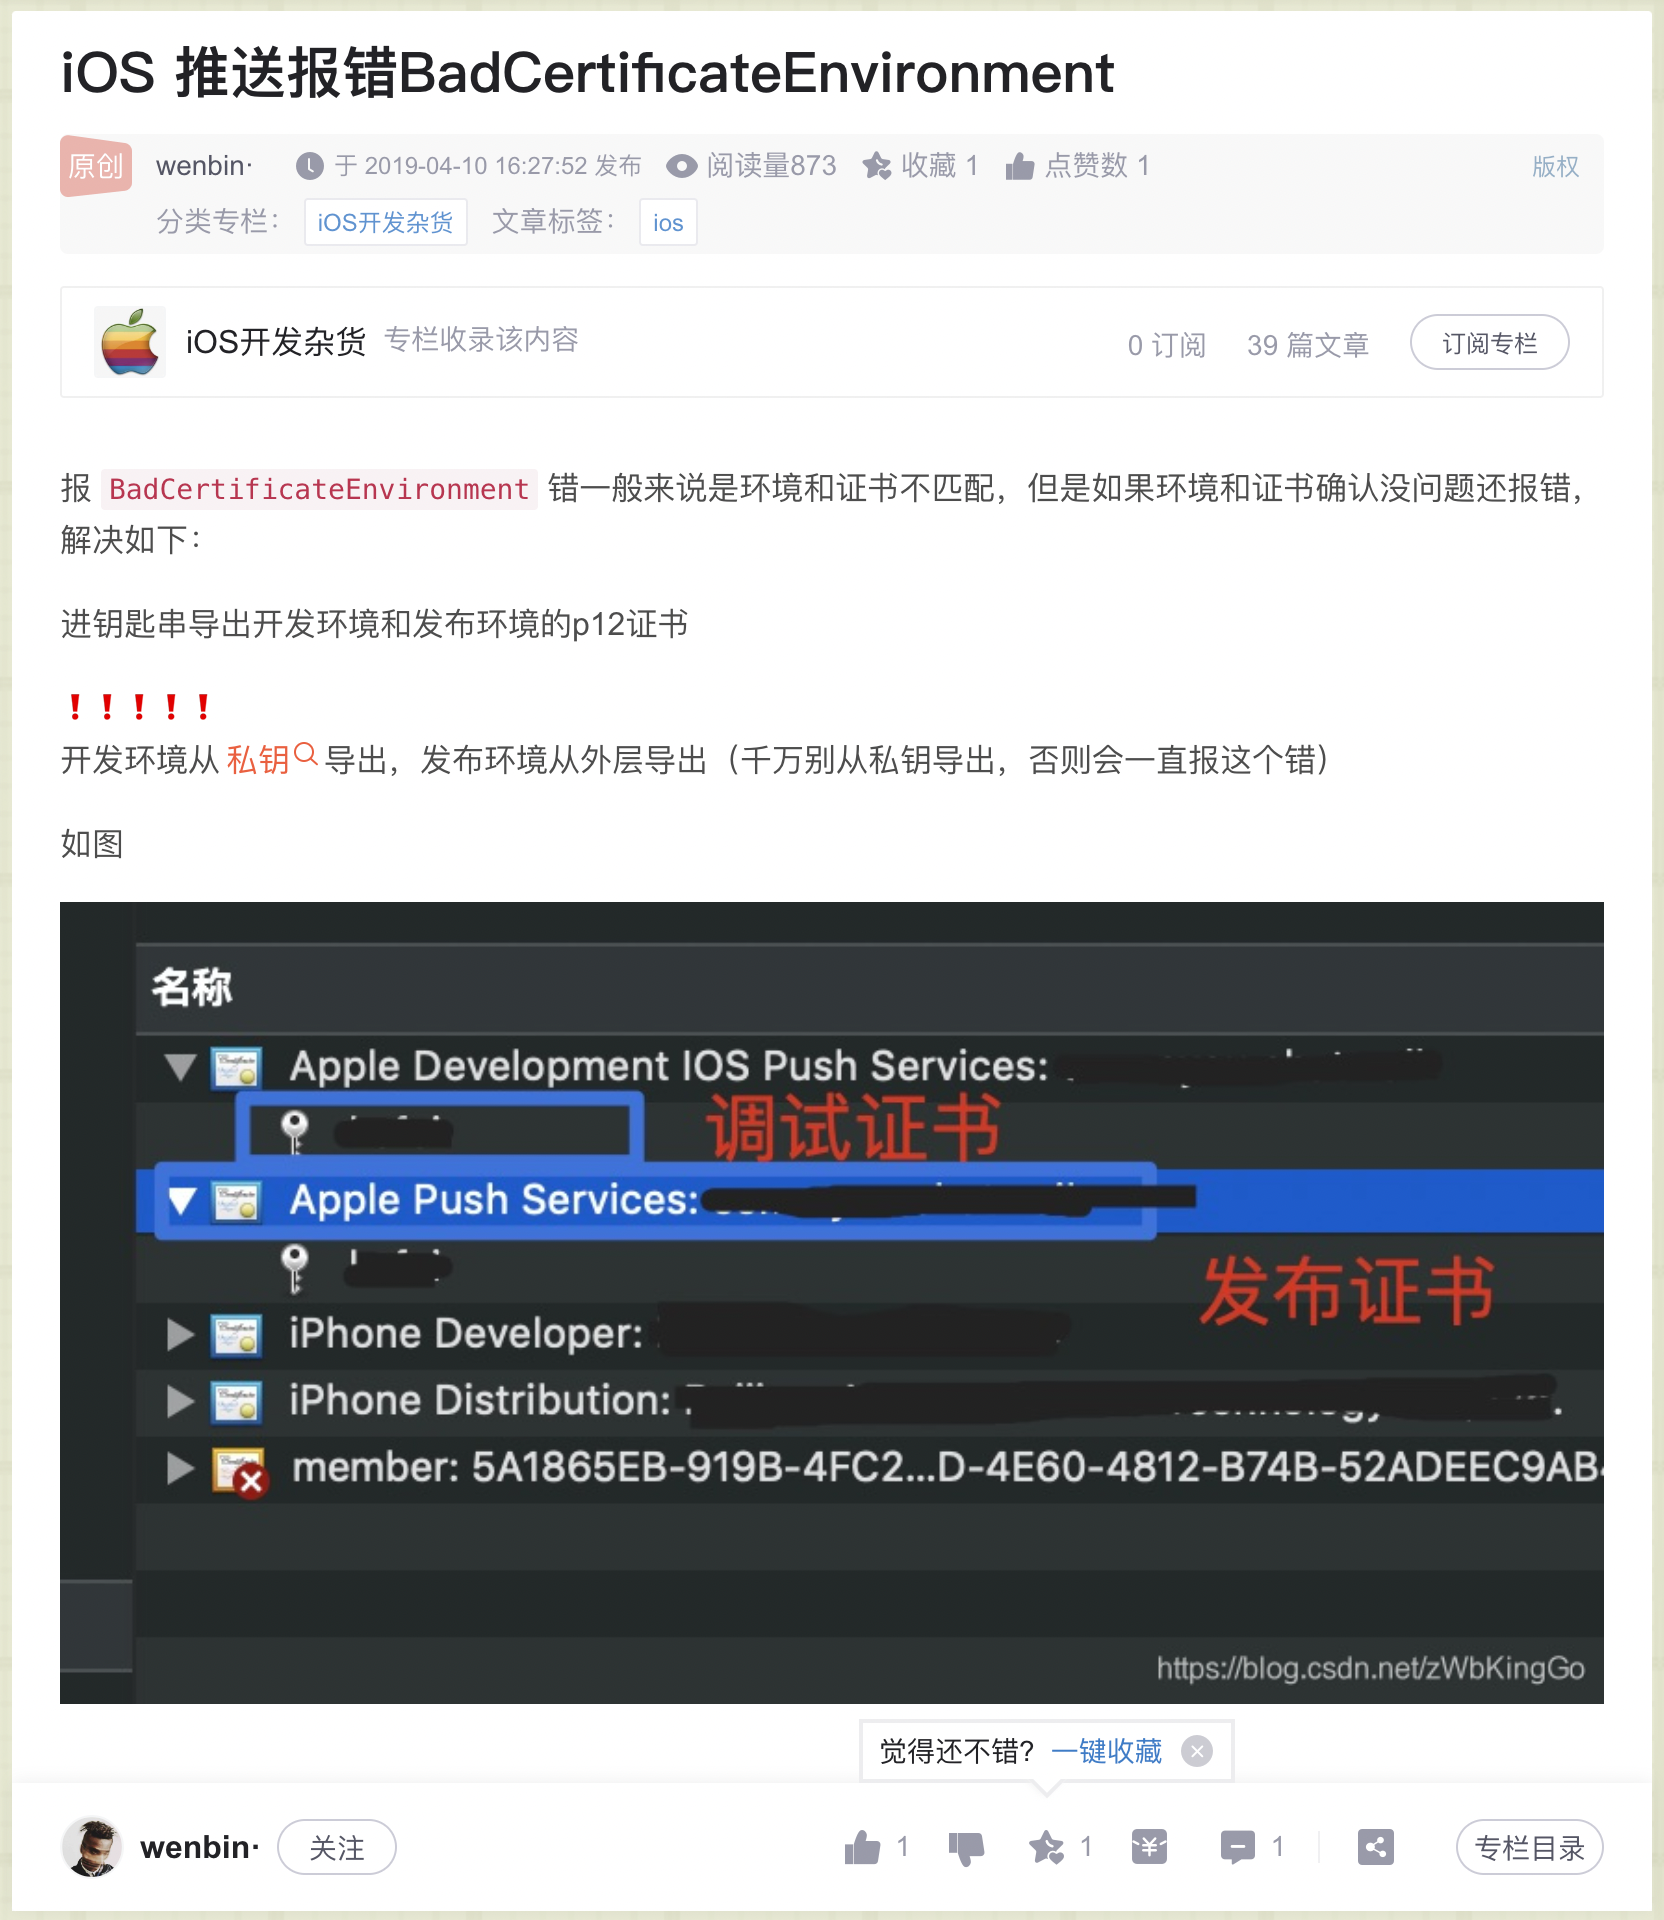 iOS 推送报错BadCertificateEnvironment
原创 wenbin· 于 2019-04-10 16:27:52 发布 阅读量873 收藏 1 点赞数 1 版权
分类专栏： iOS开发杂货 文章标签： ios
iOS开发杂货 专栏收录该内容 0 订阅 39 篇文章 订阅专栏
报 BadCertificateEnvironment 错一般来说是环境和证书不匹配，但是如果环境和证书确认没问题还报错，
解决如下：
进钥匙串导出开发环境和发布环境的p12证书
❗❗❗❗❗
开发环境从 私钥 导出，发布环境从外层导出（千万别从私钥导出，否则会一直报这个错）
如图
名称
Apple Development IOS Push Services:
调试证书
Apple Push Services:
发布证书
iPhone Developer:
iPhone Distribution:
member: 5A1865EB-919B-4FC2...D-4E60-4812-B74B-52ADEEC9AB
https://blog.csdn.net/zWbKingGo
觉得还不错? 一键收藏
wenbin· 关注 1 1 1 专栏目录